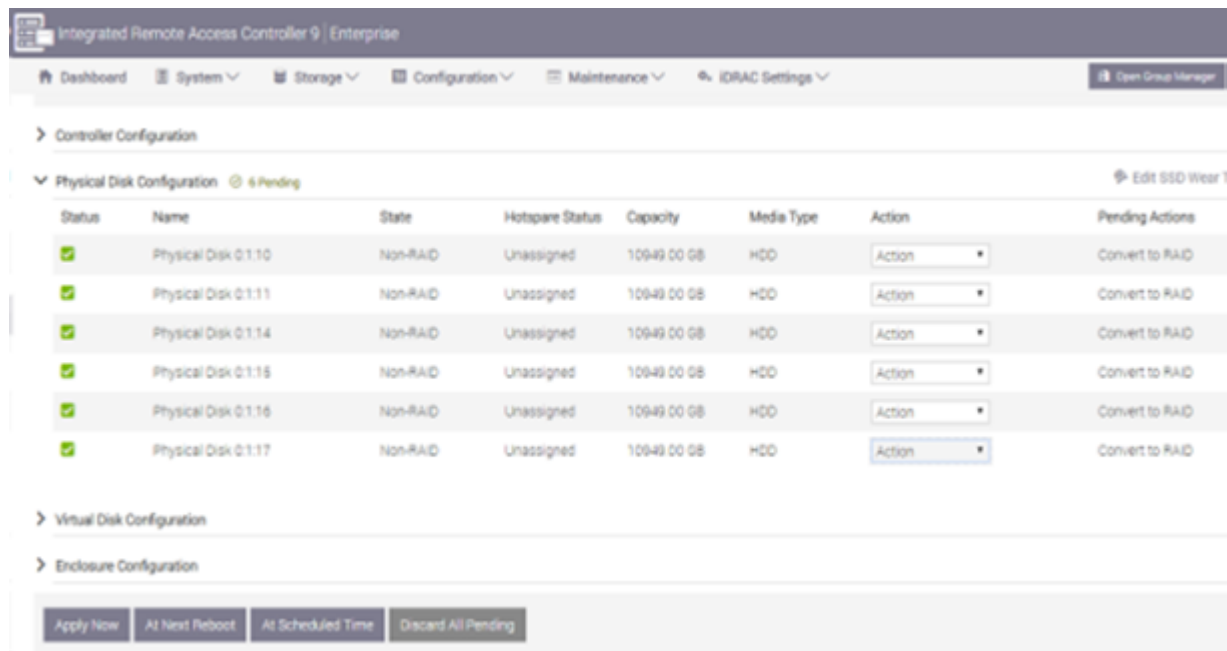 Integrated Remote Access Controller 9 | Enterprise
Dashboard System Storage Configuration Maintenance iDRAC Settings Open Group Manager
Controller Configuration
Physical Disk Configuration 6 Pending Edit SSD Wear T
Status Name State Hotspare Status Capacity Media Type Action Pending Actions
Physical Disk 0:1:10 Non-RAID Unassigned 10949.00 GB HDD Action Convert to RAID
Physical Disk 0:1:11 Non-RAID Unassigned 10949.00 GB HDD Action Convert to RAID
Physical Disk 0:1:14 Non-RAID Unassigned 10949.00 GB HDD Action Convert to RAID
Physical Disk 0:1:15 Non-RAID Unassigned 10949.00 GB HDD Action Convert to RAID
Physical Disk 0:1:16 Non-RAID Unassigned 10949.00 GB HDD Action Convert to RAID
Physical Disk 0:1:17 Non-RAID Unassigned 10949.00 GB HDD Action Convert to RAID
Virtual Disk Configuration
Enclosure Configuration
Apply Now At Next Reboot At Scheduled Time Discard All Pending